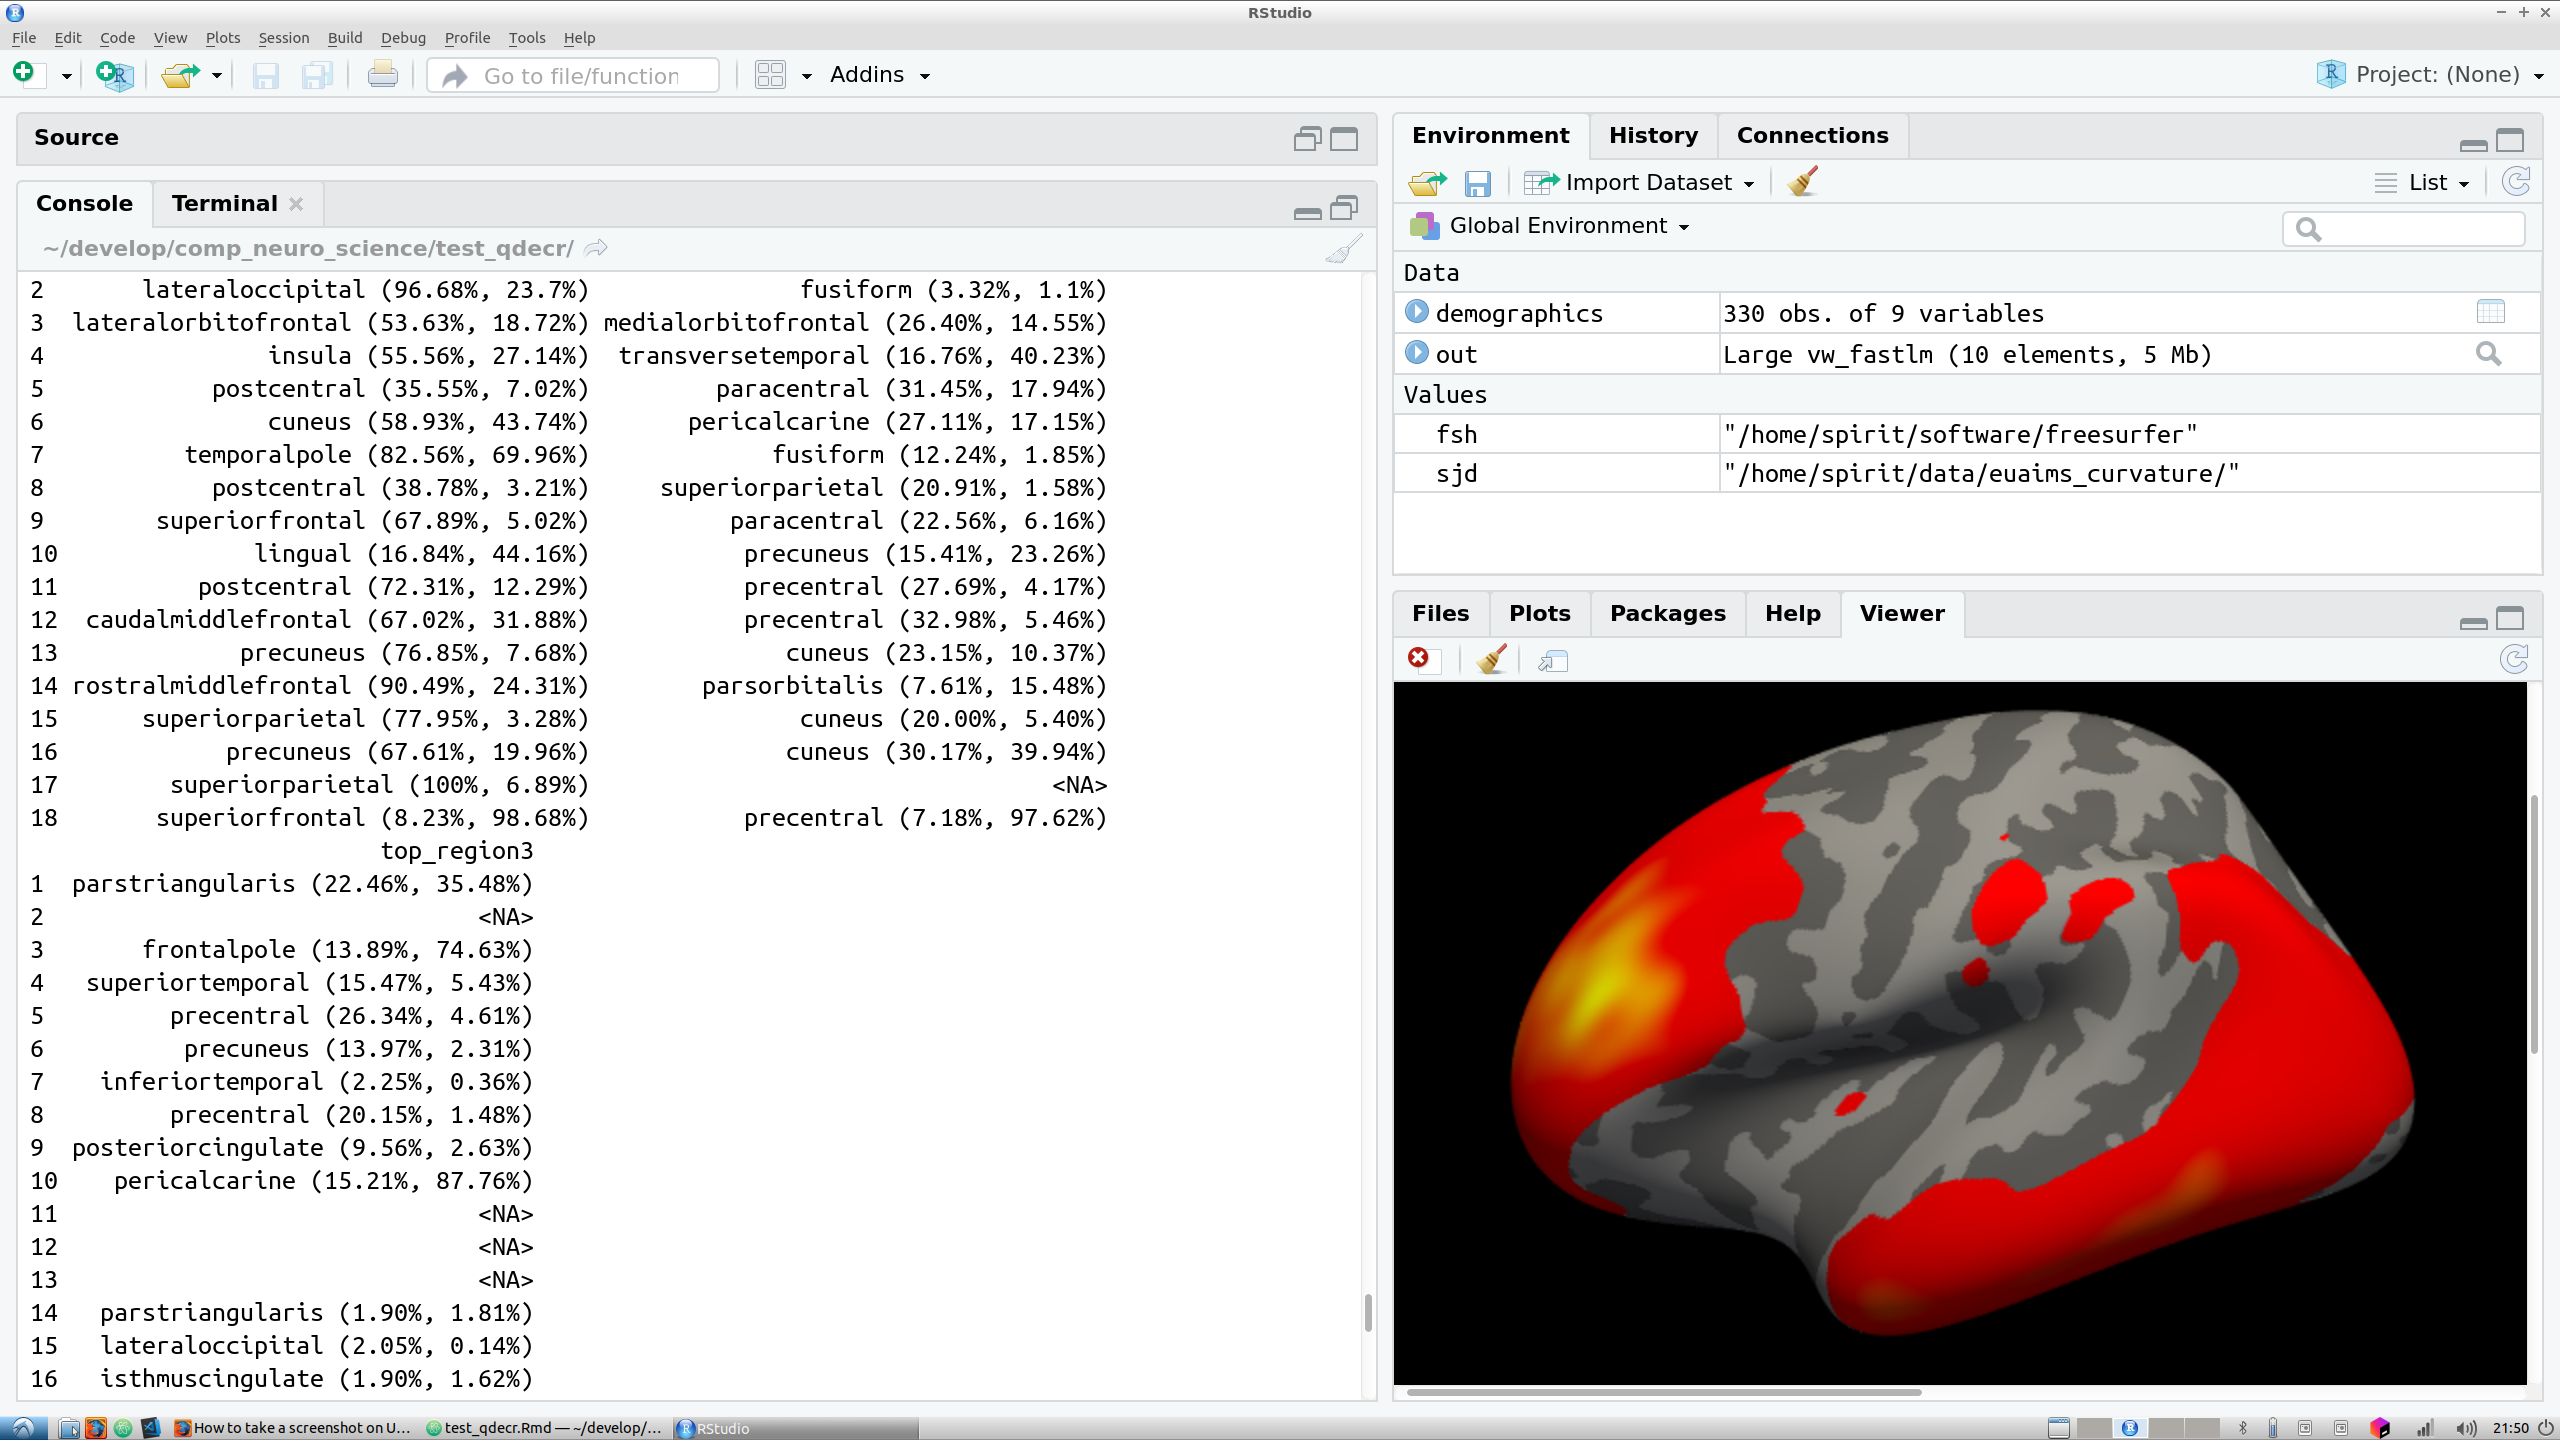 RStudio
File Edit Code View Plots Session Build Debug Profile Tools Help
Go to file/function Addins Project: (None)
Source
Console Terminal
~/develop/comp_neuro_science/test_qdecr/
2 lateraloccipital (96.68%, 23.7%) fusiform (3.32%, 1.1%)
3 lateralorbitofrontal (53.63%, 18.72%) medialorbitofrontal (26.40%, 14.55%)
4 insula (55.56%, 27.14%) transversetemporal (16.76%, 40.23%)
5 postcentral (35.55%, 7.02%) paracentral (31.45%, 17.94%)
6 cuneus (58.93%, 43.74%) pericalcarine (27.11%, 17.15%)
7 temporalpole (82.56%, 69.96%) fusiform (12.24%, 1.85%)
8 postcentral (38.78%, 3.21%) superiorparietal (20.91%, 1.58%)
9 superiorfrontal (67.89%, 5.02%) paracentral (22.56%, 6.16%)
10 lingual (16.84%, 44.16%) precuneus (15.41%, 23.26%)
11 postcentral (72.31%, 12.29%) precentral (27.69%, 4.17%)
12 caudalmiddlefrontal (67.02%, 31.88%) precentral (32.98%, 5.46%)
13 precuneus (76.85%, 7.68%) cuneus (23.15%, 10.37%)
14 rostralmiddlefrontal (90.49%, 24.31%) parsorbitalis (7.61%, 15.48%)
15 superiorparietal (77.95%, 3.28%) cuneus (20.00%, 5.40%)
16 precuneus (67.61%, 19.96%) cuneus (30.17%, 39.94%)
17 superiorparietal (100%, 6.89%) <NA>
18 superiorfrontal (8.23%, 98.68%) precentral (7.18%, 97.62%)
top_region3
1 parstriangularis (22.46%, 35.48%)
2 <NA>
3 frontalpole (13.89%, 74.63%)
4 superiortemporal (15.47%, 5.43%)
5 precentral (26.34%, 4.61%)
6 precuneus (13.97%, 2.31%)
7 inferiortemporal (2.25%, 0.36%)
8 precentral (20.15%, 1.48%)
9 posteriorcingulate (9.56%, 2.63%)
10 pericalcarine (15.21%, 87.76%)
11 <NA>
12 <NA>
13 <NA>
14 parstriangularis (1.90%, 1.81%)
15 lateraloccipital (2.05%, 0.14%)
16 isthmuscingulate (1.90%, 1.62%)
Environment History Connections
Import Dataset List
Global Environment
Data
demographics 330 obs. of 9 variables
out Large vw_fastlm (10 elements, 5 Mb)
Values
fsh "/home/spirit/software/freesurfer"
sjd "/home/spirit/data/euaims_curvature/"
Files Plots Packages Help Viewer
How to take a screenshot on U... test_qdecr.Rmd — ~/develop/... RStudio 21:50